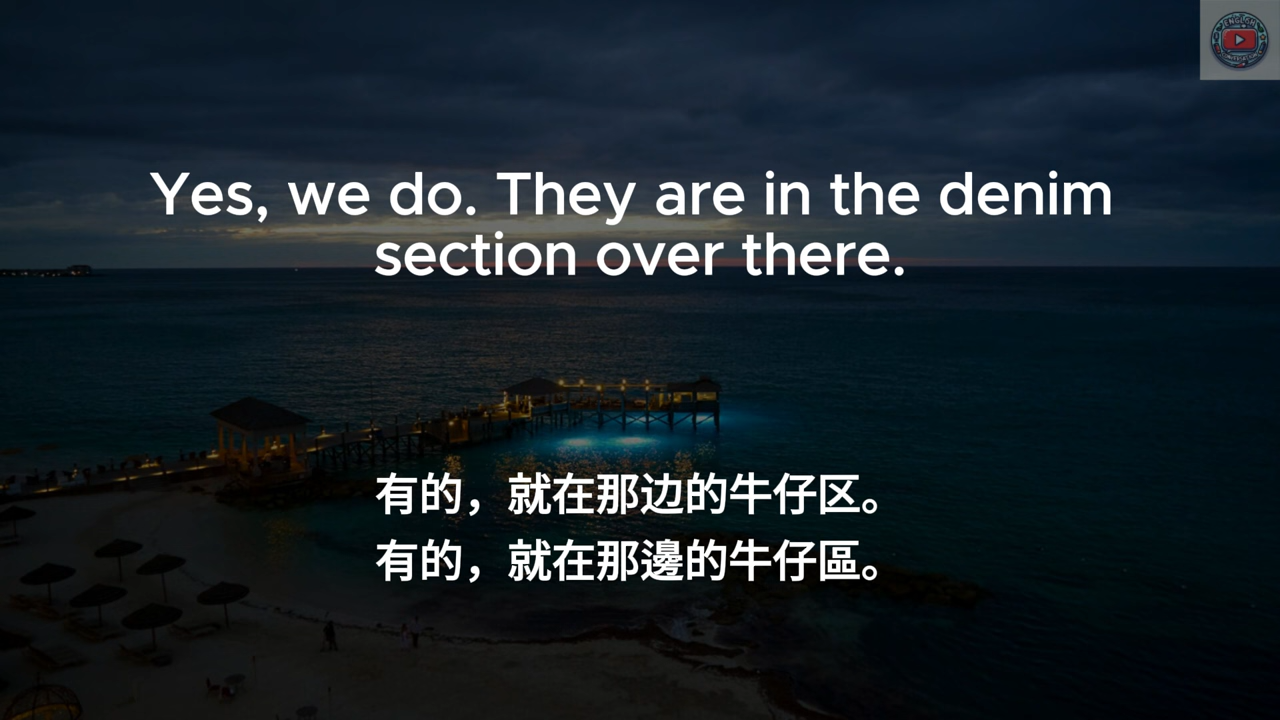 Yes, we do. They are in the denim
section over there.
有的，就在那边的牛仔区。
有的，就在那邊的牛仔區。